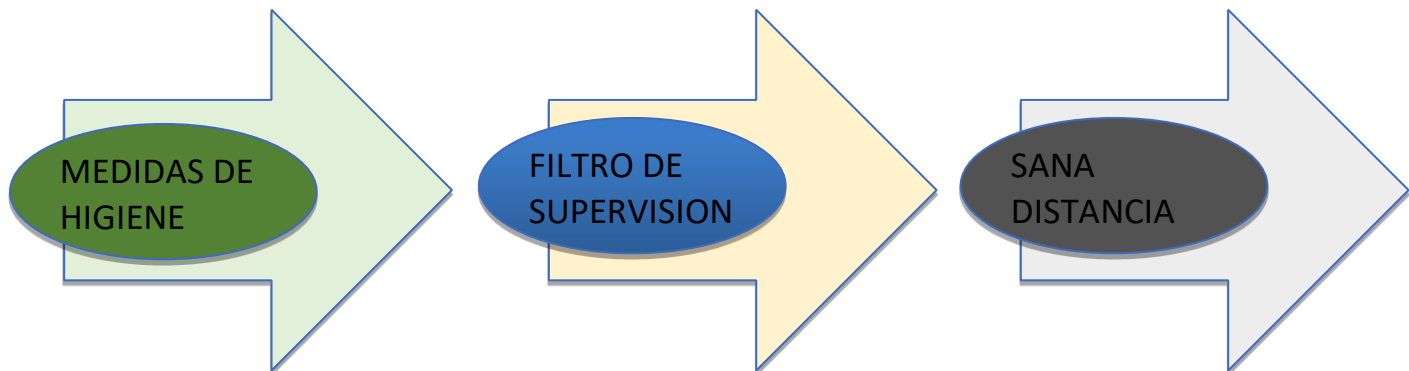 MEDIDAS DE
HIGIENE
FILTRO DE
SUPERVISION
SANA
DISTANCIA